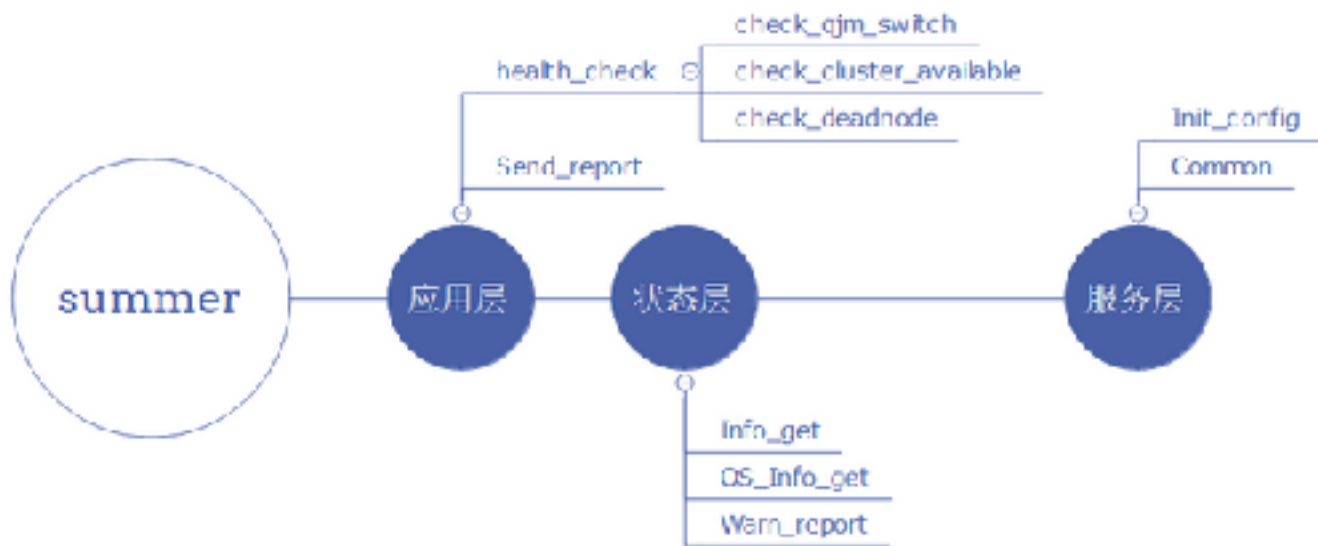 check_qjm_switch
health_check
check_cluster_available
check_deadnode
Send_report
Init_config
Common
summer
应用层
状态层
服务层
Info_get
OS_Info_get
Warn_report